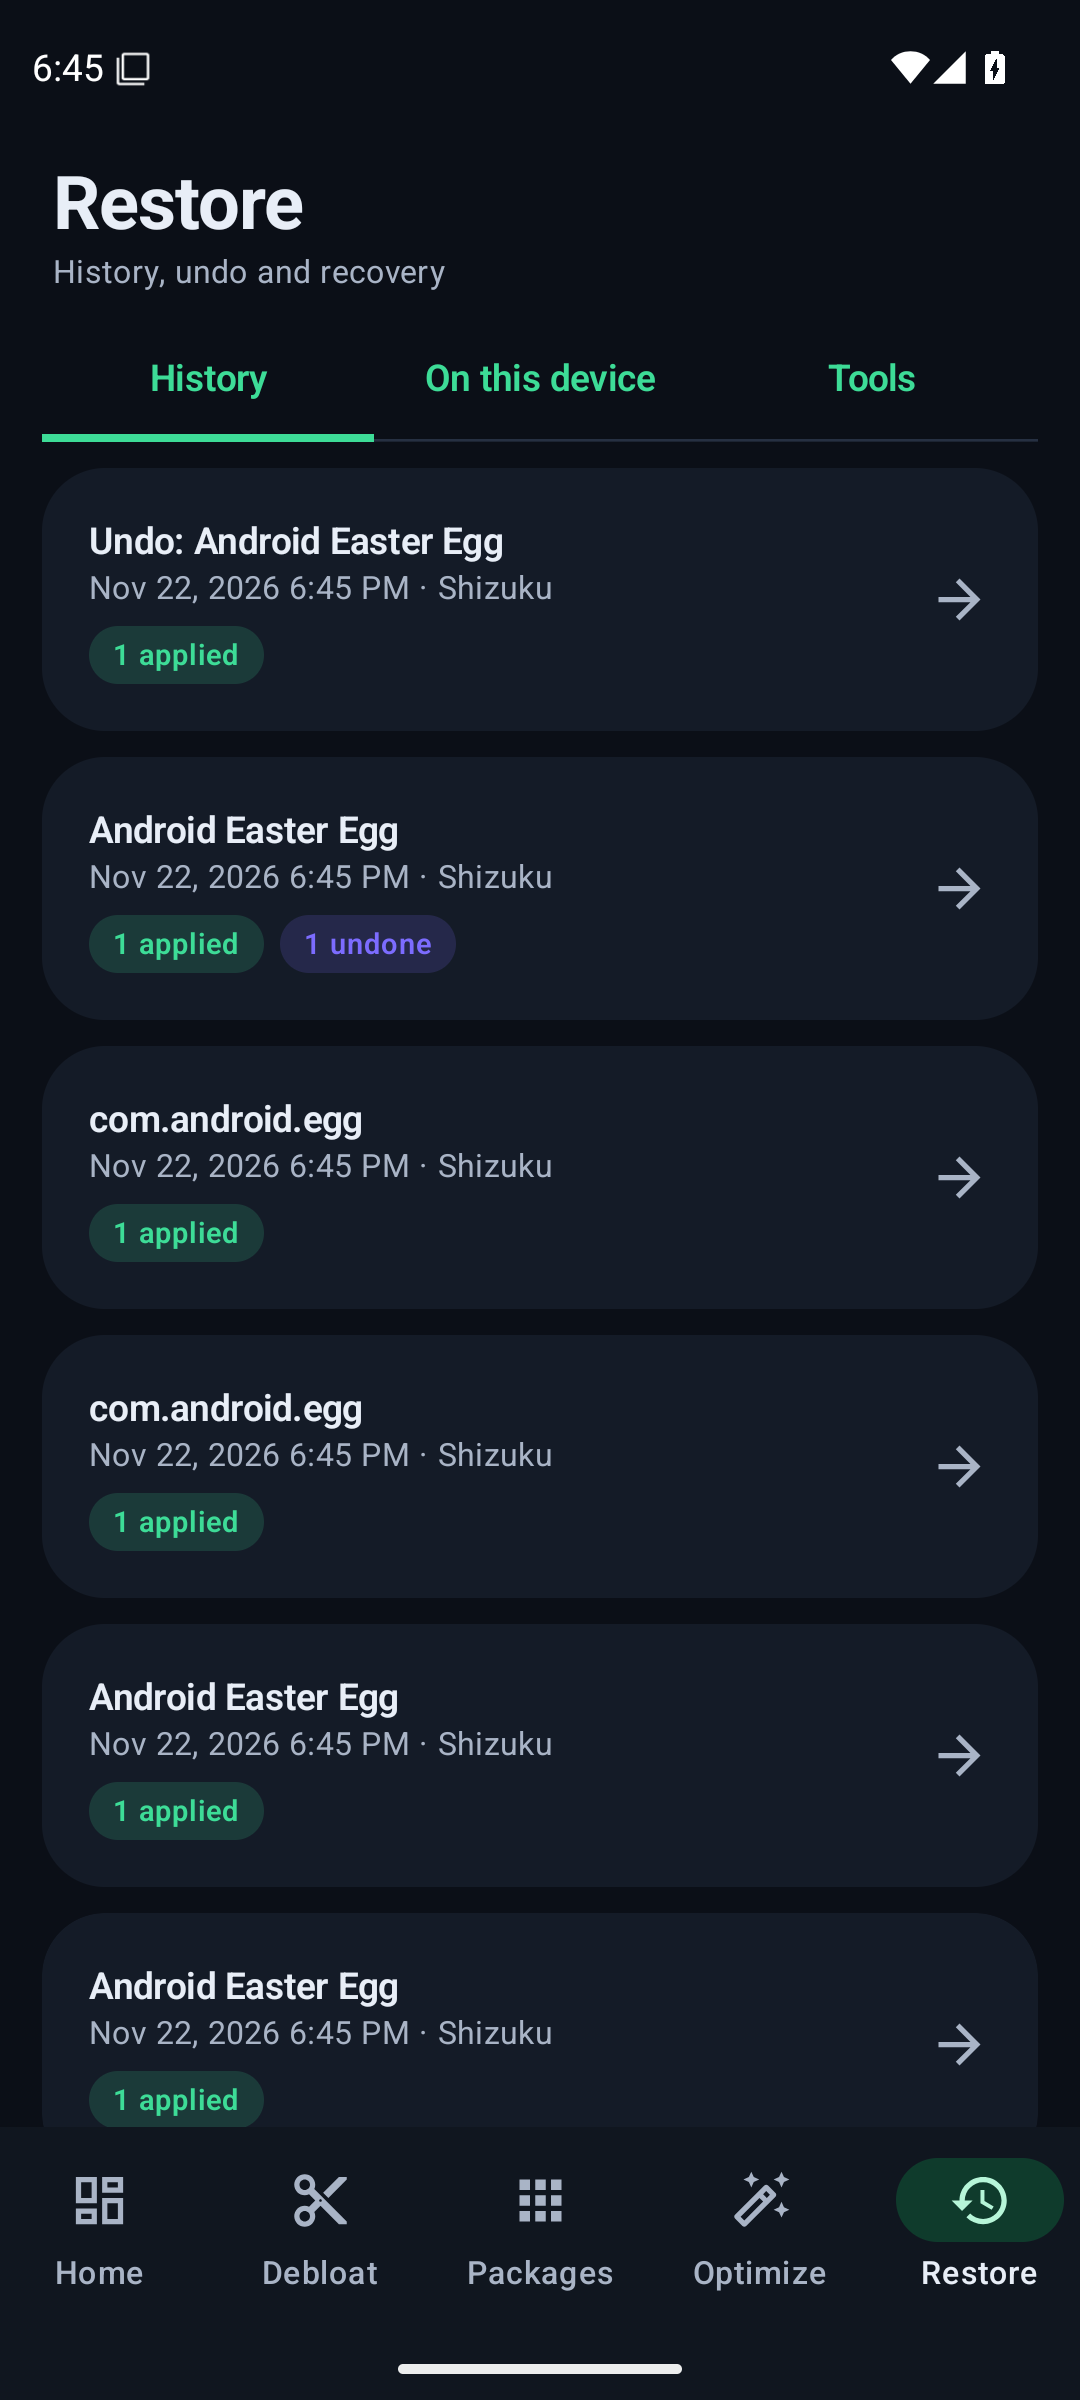 6:45
Restore
History, undo and recovery
History
On this device
Tools
Undo: Android Easter Egg
Nov 22, 2026 6:45 PM · Shizuku
1 applied
Android Easter Egg
Nov 22, 2026 6:45 PM · Shizuku
1 applied
1 undone
com.android.egg
Nov 22, 2026 6:45 PM · Shizuku
1 applied
com.android.egg
Nov 22, 2026 6:45 PM · Shizuku
1 applied
Android Easter Egg
Nov 22, 2026 6:45 PM · Shizuku
1 applied
Android Easter Egg
Nov 22, 2026 6:45 PM · Shizuku
1 applied
Home
Debloat
Packages
Optimize
Restore